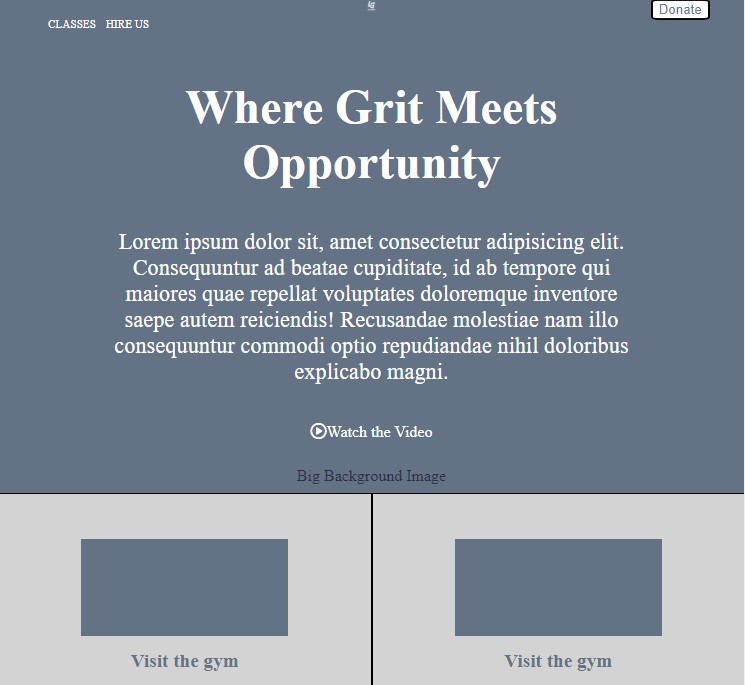 CLASSES HIRE US
Donate
Where Grit Meets
Opportunity
Lorem ipsum dolor sit, amet consectetur adipisicing elit.
Consequuntur ad beatae cupiditate, id ab tempore qui
maiores quae repellat voluptates doloremque inventore
saepe autem reiciendis! Recusandae molestiae nam illo
consequuntur commodi optio repudiandae nihil doloribus
explicabo magni.
Watch the Video
Big Background Image
Visit the gym
Visit the gym